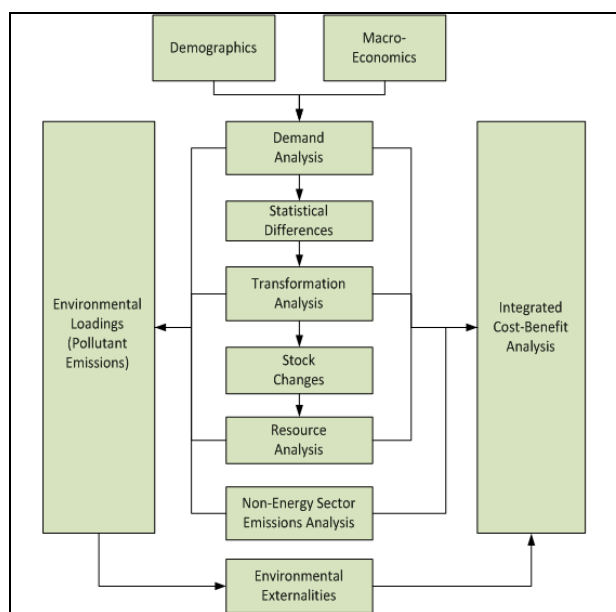 Demographics
Macro-
Economics
Demand
Analysis
Statistical
Differences
Transformation
Analysis
Environmental
Loadings
(Pollutant
Emissions)
Integrated
Cost-Benefit
Analysis
Stock
Changes
Resource
Analysis
Non-Energy Sector
Emissions Analysis
Environmental
Externalities